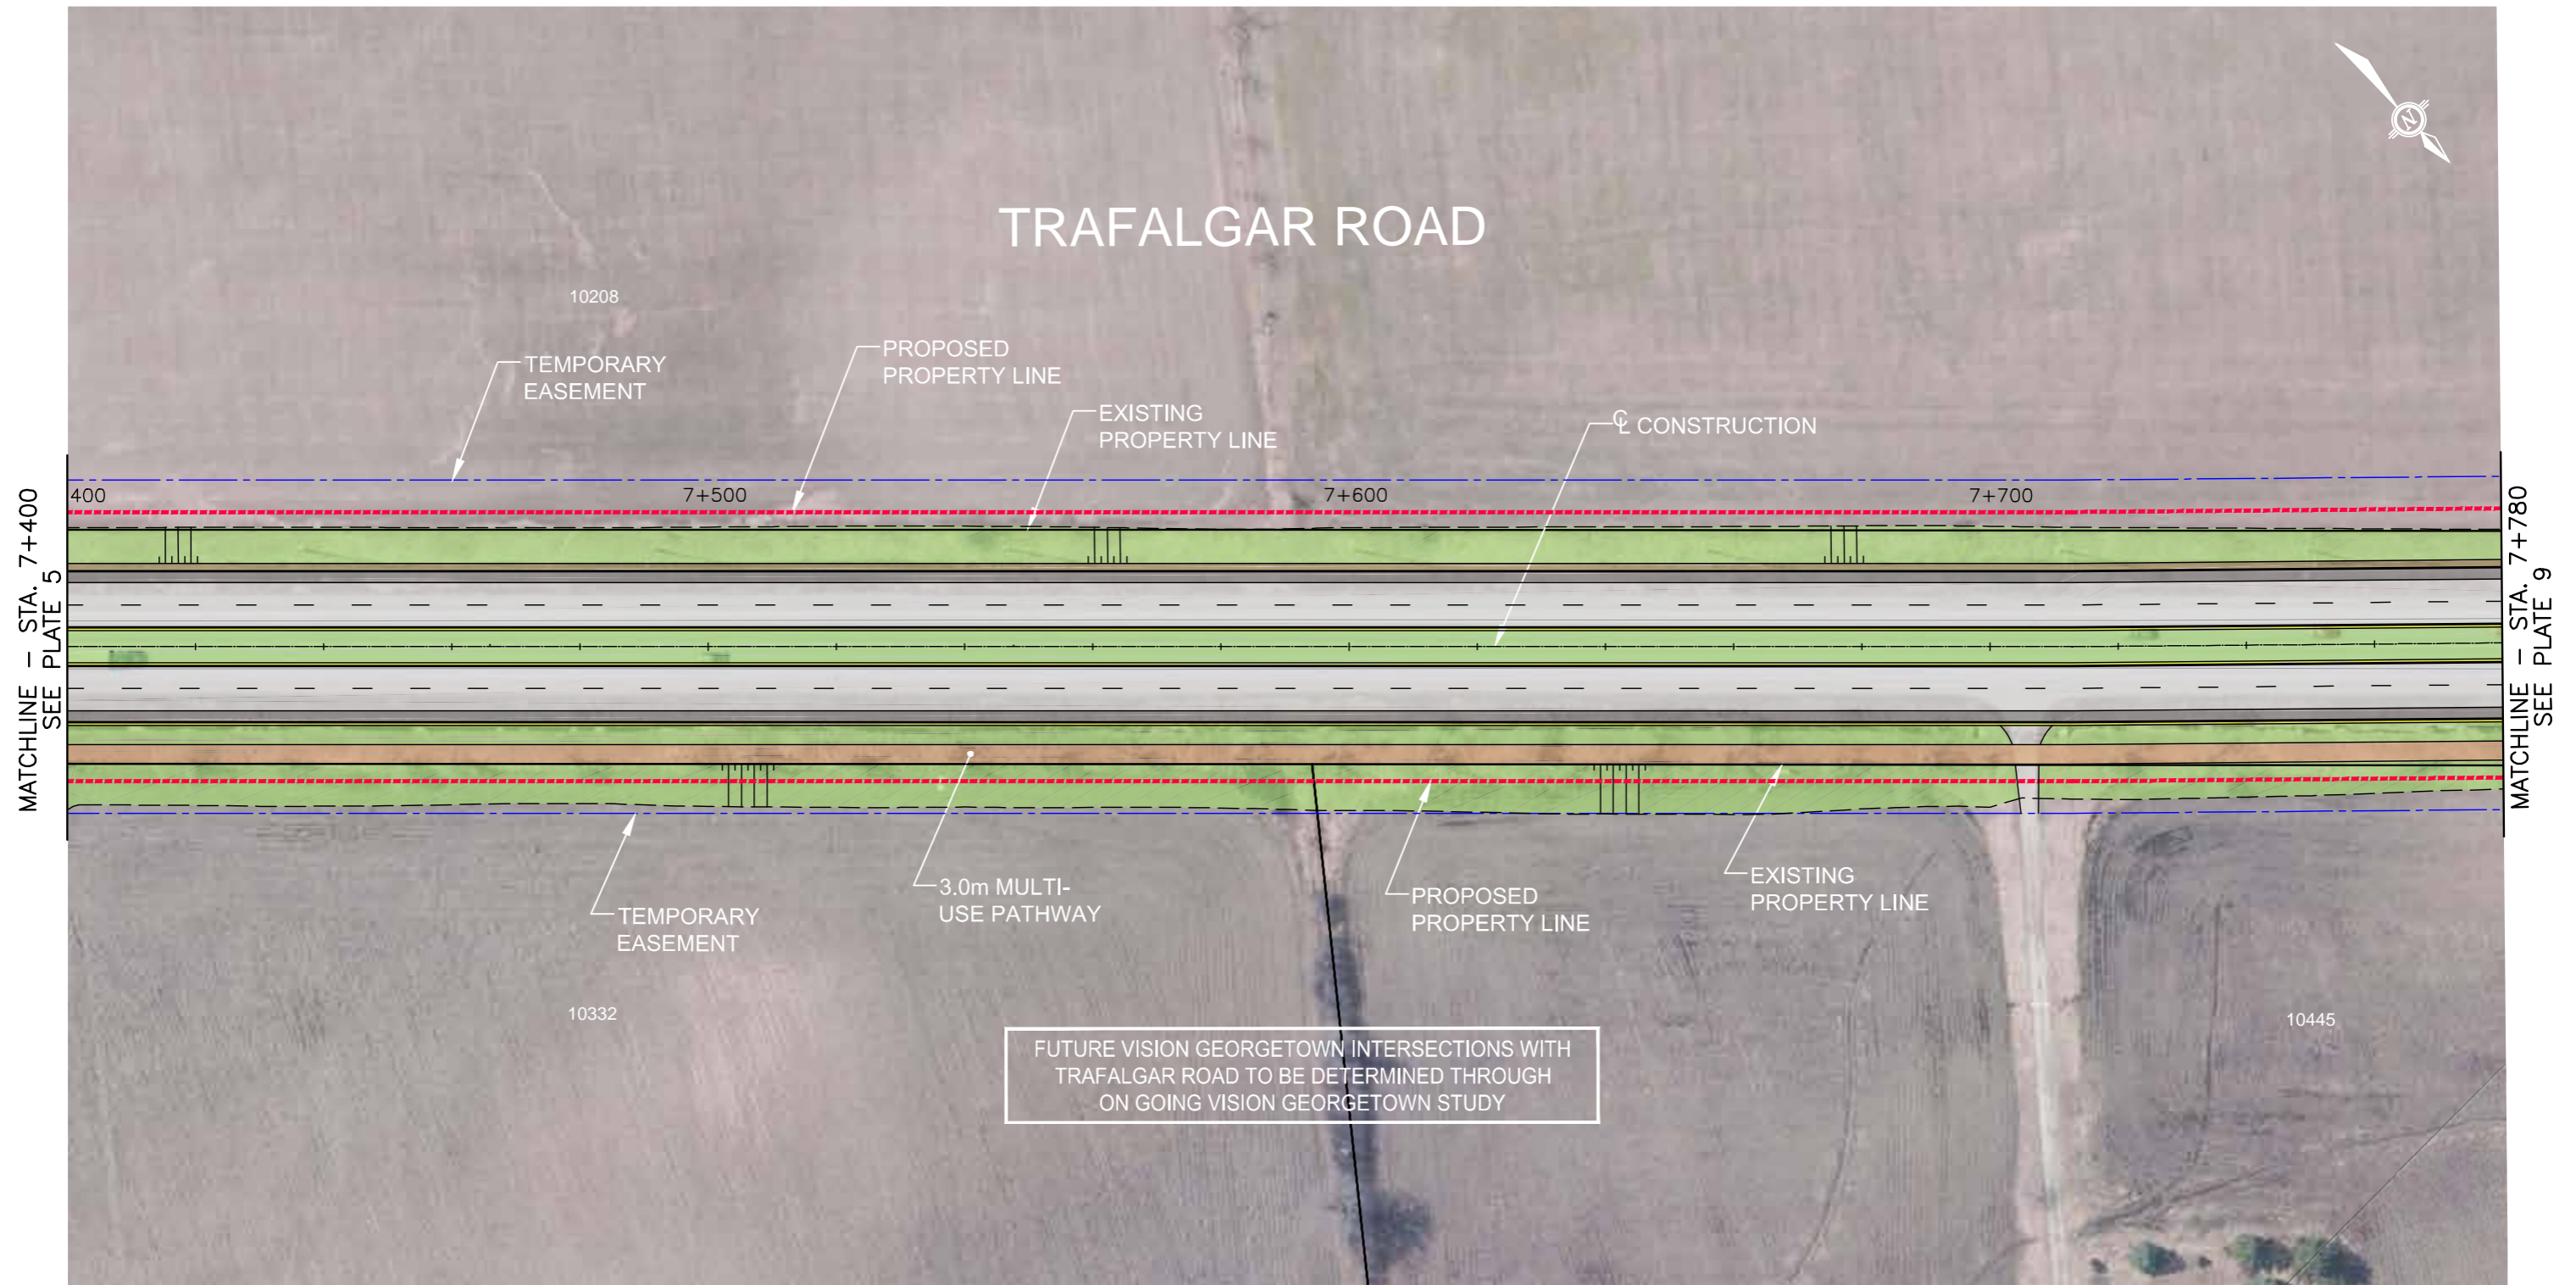 N
TRAFALGAR ROAD
10208
TEMPORARY
EASEMENT
PROPOSED
PROPERTY LINE
EXISTING
PROPERTY LINE
℄ CONSTRUCTION
400
7+500
7+600
7+700
MATCHLINE - STA. 7+400
SEE PLATE 5
MATCHLINE - STA. 7+780
SEE PLATE 9
TEMPORARY
EASEMENT
3.0m MULTI-
USE PATHWAY
PROPOSED
PROPERTY LINE
EXISTING
PROPERTY LINE
10332
10445
FUTURE VISION GEORGETOWN INTERSECTIONS WITH
TRAFALGAR ROAD TO BE DETERMINED THROUGH
ON GOING VISION GEORGETOWN STUDY